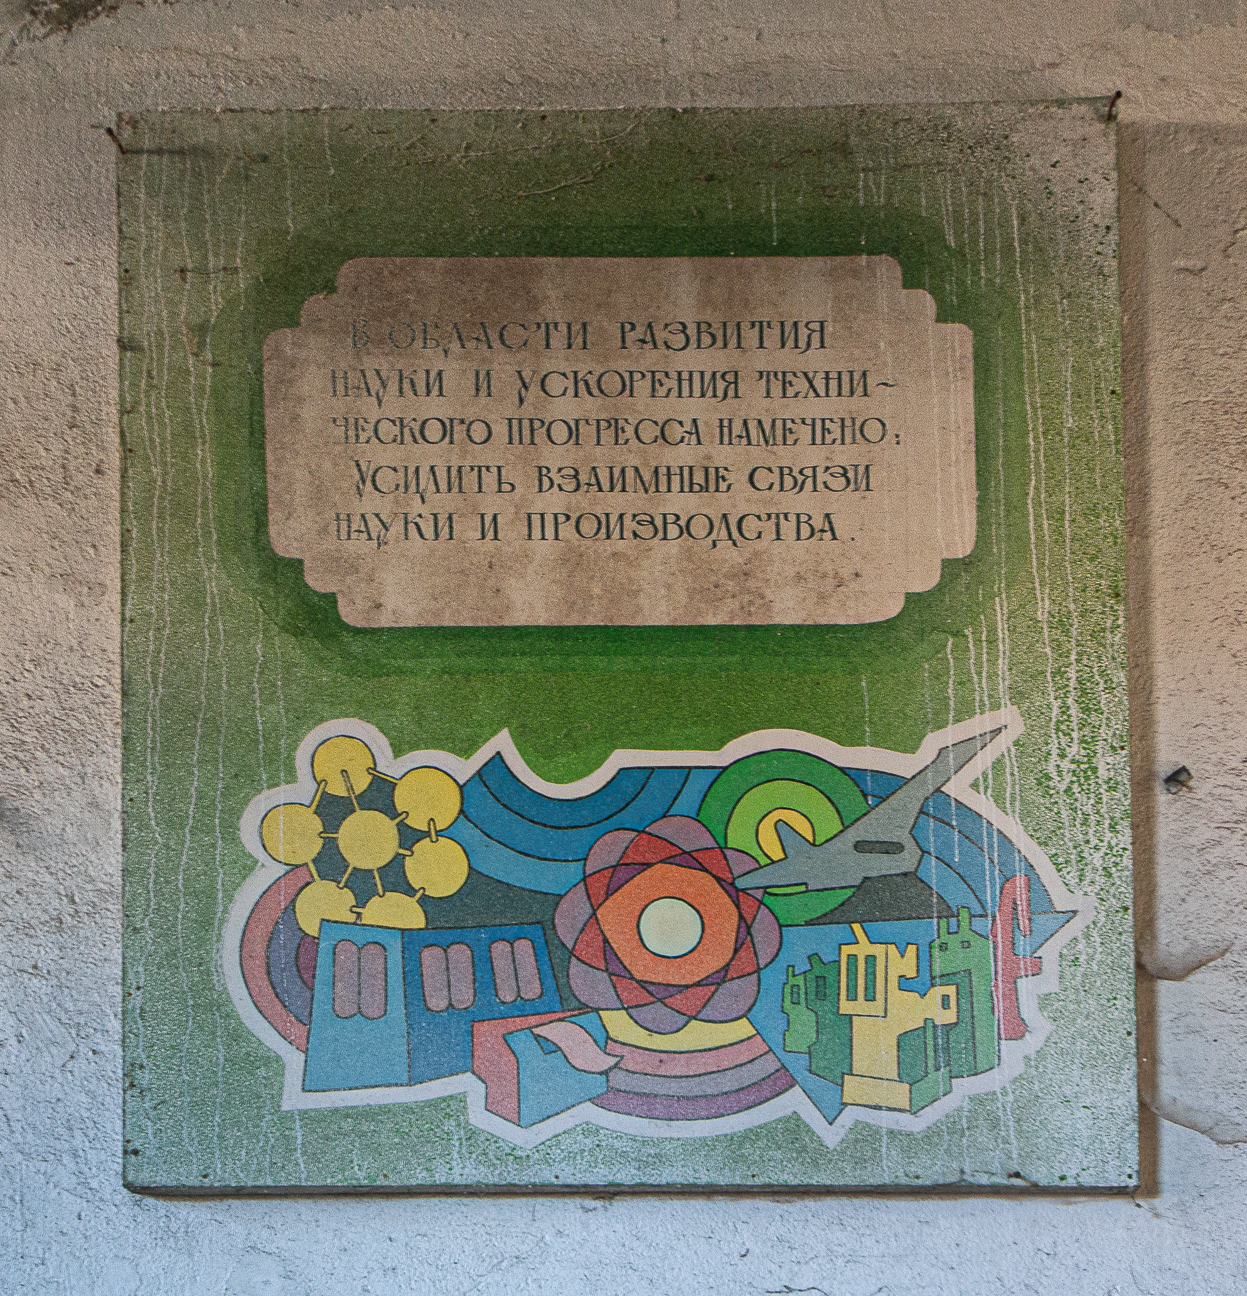 В ОБЛАСТИ РАЗВИТИЯ
НАУКИ И УСКОРЕНИЯ ТЕХНИ~
ЧЕСКОГО ПРОГРЕССА НАМЕЧЕНО:
УСИЛИТЬ ВЗАИМНЫЕ СВЯЗИ
НАУКИ И ПРОИЗВОДСТВА.